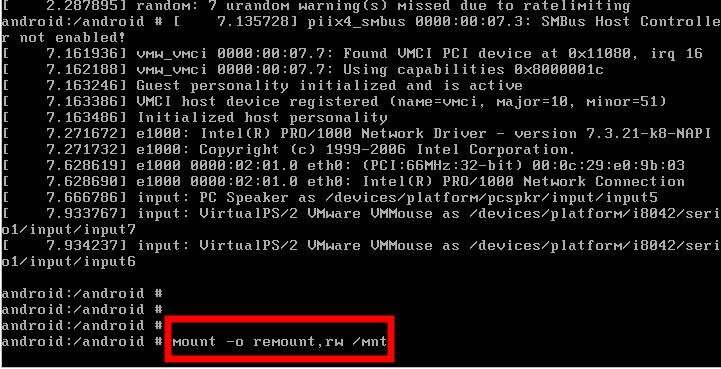 [    2.287895] random: 7 urandom warning(s) missed due to ratelimiting
android:/android # [    7.135728] piix4_smbus 0000:00:07.3: SMBus Host Controlle
r not enabled!
[    7.161936] vmw_vmci 0000:00:07.7: Found VMCI PCI device at 0x11080, irq 16
[    7.162188] vmw_vmci 0000:00:07.7: Using capabilities 0x8000001c
[    7.163246] Guest personality initialized and is active
[    7.163386] VMCI host device registered (name=vmci, major=10, minor=51)
[    7.163486] Initialized host personality
[    7.271672] e1000: Intel(R) PRO/1000 Network Driver - version 7.3.21-k8-NAPI
[    7.271732] e1000: Copyright (c) 1999-2006 Intel Corporation.
[    7.628619] e1000 0000:02:01.0 eth0: (PCI:66MHz:32-bit) 00:0c:29:e0:9b:03
[    7.628690] e1000 0000:02:01.0 eth0: Intel(R) PRO/1000 Network Connection
[    7.666786] input: PC Speaker as /devices/platform/pcspkr/input/input5
[    7.933767] input: VirtualPS/2 VMware VMMouse as /devices/platform/i8042/seri
o1/input/input7
[    7.934237] input: VirtualPS/2 VMware VMMouse as /devices/platform/i8042/seri
o1/input/input6
android:/android #
android:/android #
android:/android #
android:/android # mount -o remount,rw /mnt